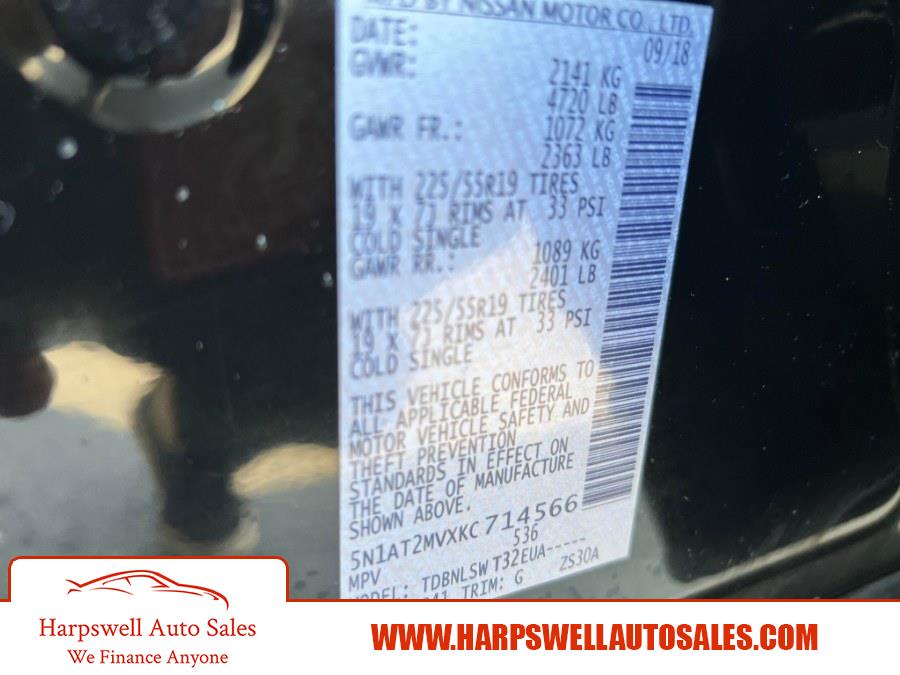 MFD BY NISSAN MOTOR CO., LTD.
DATE: 09/18
GVWR: 2141 KG
4720 LB
GAWR FR.: 1072 KG
2363 LB
WITH 225/55R19 TIRES
19 X 7J RIMS AT 33 PSI
COLD SINGLE
GAWR RR.: 1089 KG
2401 LB
WITH 225/55R19 TIRES
19 X 7J RIMS AT 33 PSI
COLD SINGLE
THIS VEHICLE CONFORMS TO
ALL APPLICABLE FEDERAL
MOTOR VEHICLE SAFETY AND
THEFT PREVENTION
STANDARDS IN EFFECT ON
THE DATE OF MANUFACTURE
SHOWN ABOVE.
5N1AT2MVXKC714566
MPV 536
MODEL: TDBNLSWT32EUA----- ZS30A
TRIM: G
Harpswell Auto Sales
We Finance Anyone
WWW.HARPSWELLAUTOSALES.COM